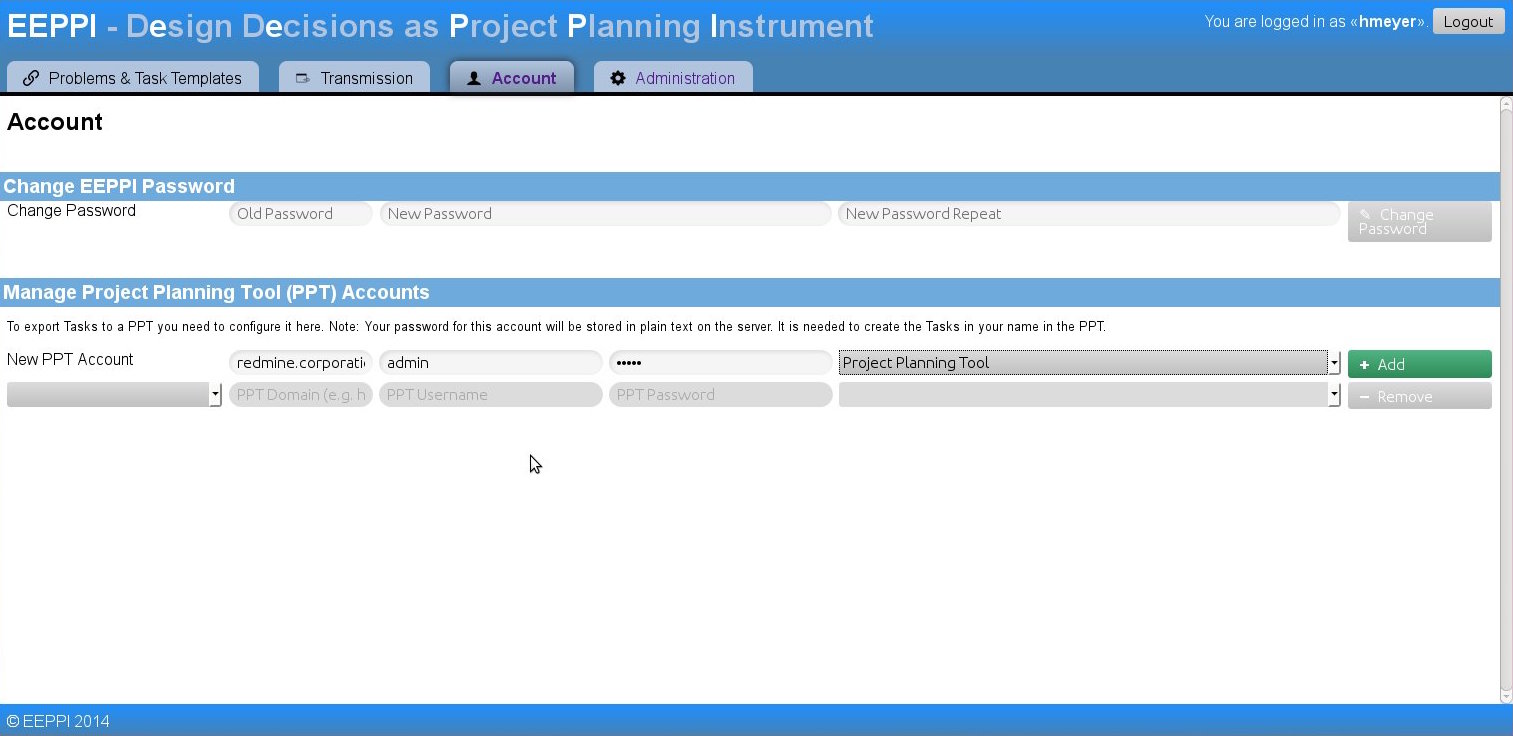 EEPPI - Design Decisions as Project Planning Instrument
You are logged in as «hmeyer». Logout
Problems & Task Templates Transmission Account Administration
Account
Change EEPPI Password
Change Password Old Password New Password New Password Repeat Change
Password
Manage Project Planning Tool (PPT) Accounts
To export Tasks to a PPT you need to configure it here. Note: Your password for this account will be stored in plain text on the server. It is needed to create the Tasks in your name in the PPT.
New PPT Account redmine.corporati admin ••••• Project Planning Tool + Add
PPT Domain (e.g. h PPT Username PPT Password − Remove
© EEPPI 2014